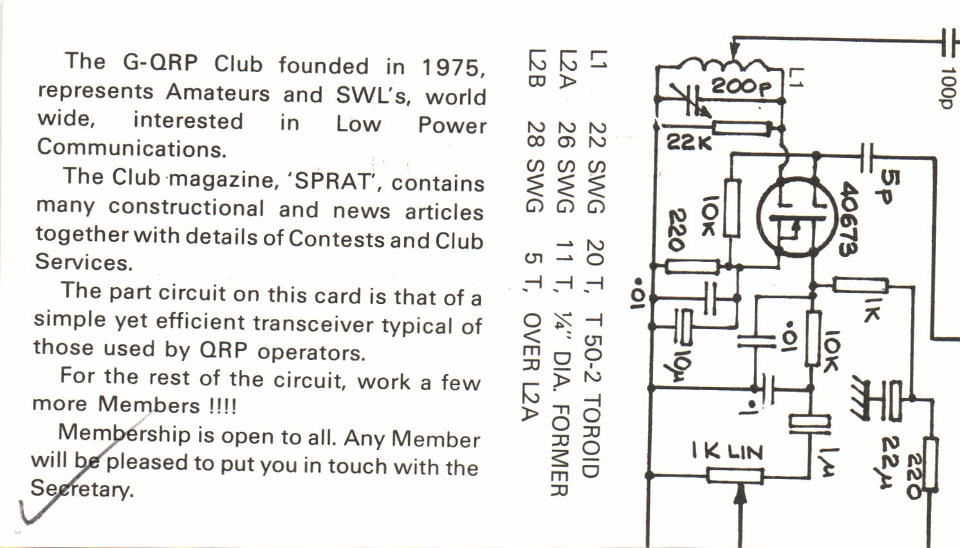 The G-QRP Club founded in 1975,
represents Amateurs and SWL's, world
wide, interested in Low Power
Communications.
The Club magazine, 'SPRAT', contains
many constructional and news articles
together with details of Contests and Club
Services.
The part circuit on this card is that of a
simple yet efficient transceiver typical of
those used by QRP operators.
For the rest of the circuit, work a few
more Members !!!!
Membership is open to all. Any Member
will be pleased to put you in touch with the
Secretary.
L1 22 SWG 20 T, T50-2 TOROID
L2A 26 SWG 11 T, ¼" DIA. FORMER
L2B 28 SWG 5 T, OVER L2A
L1
200p
100p
22K
5p
40673
10K
220
.01
1K
10µ
.01
10K
.1
1µ
22µ
220
1K LIN